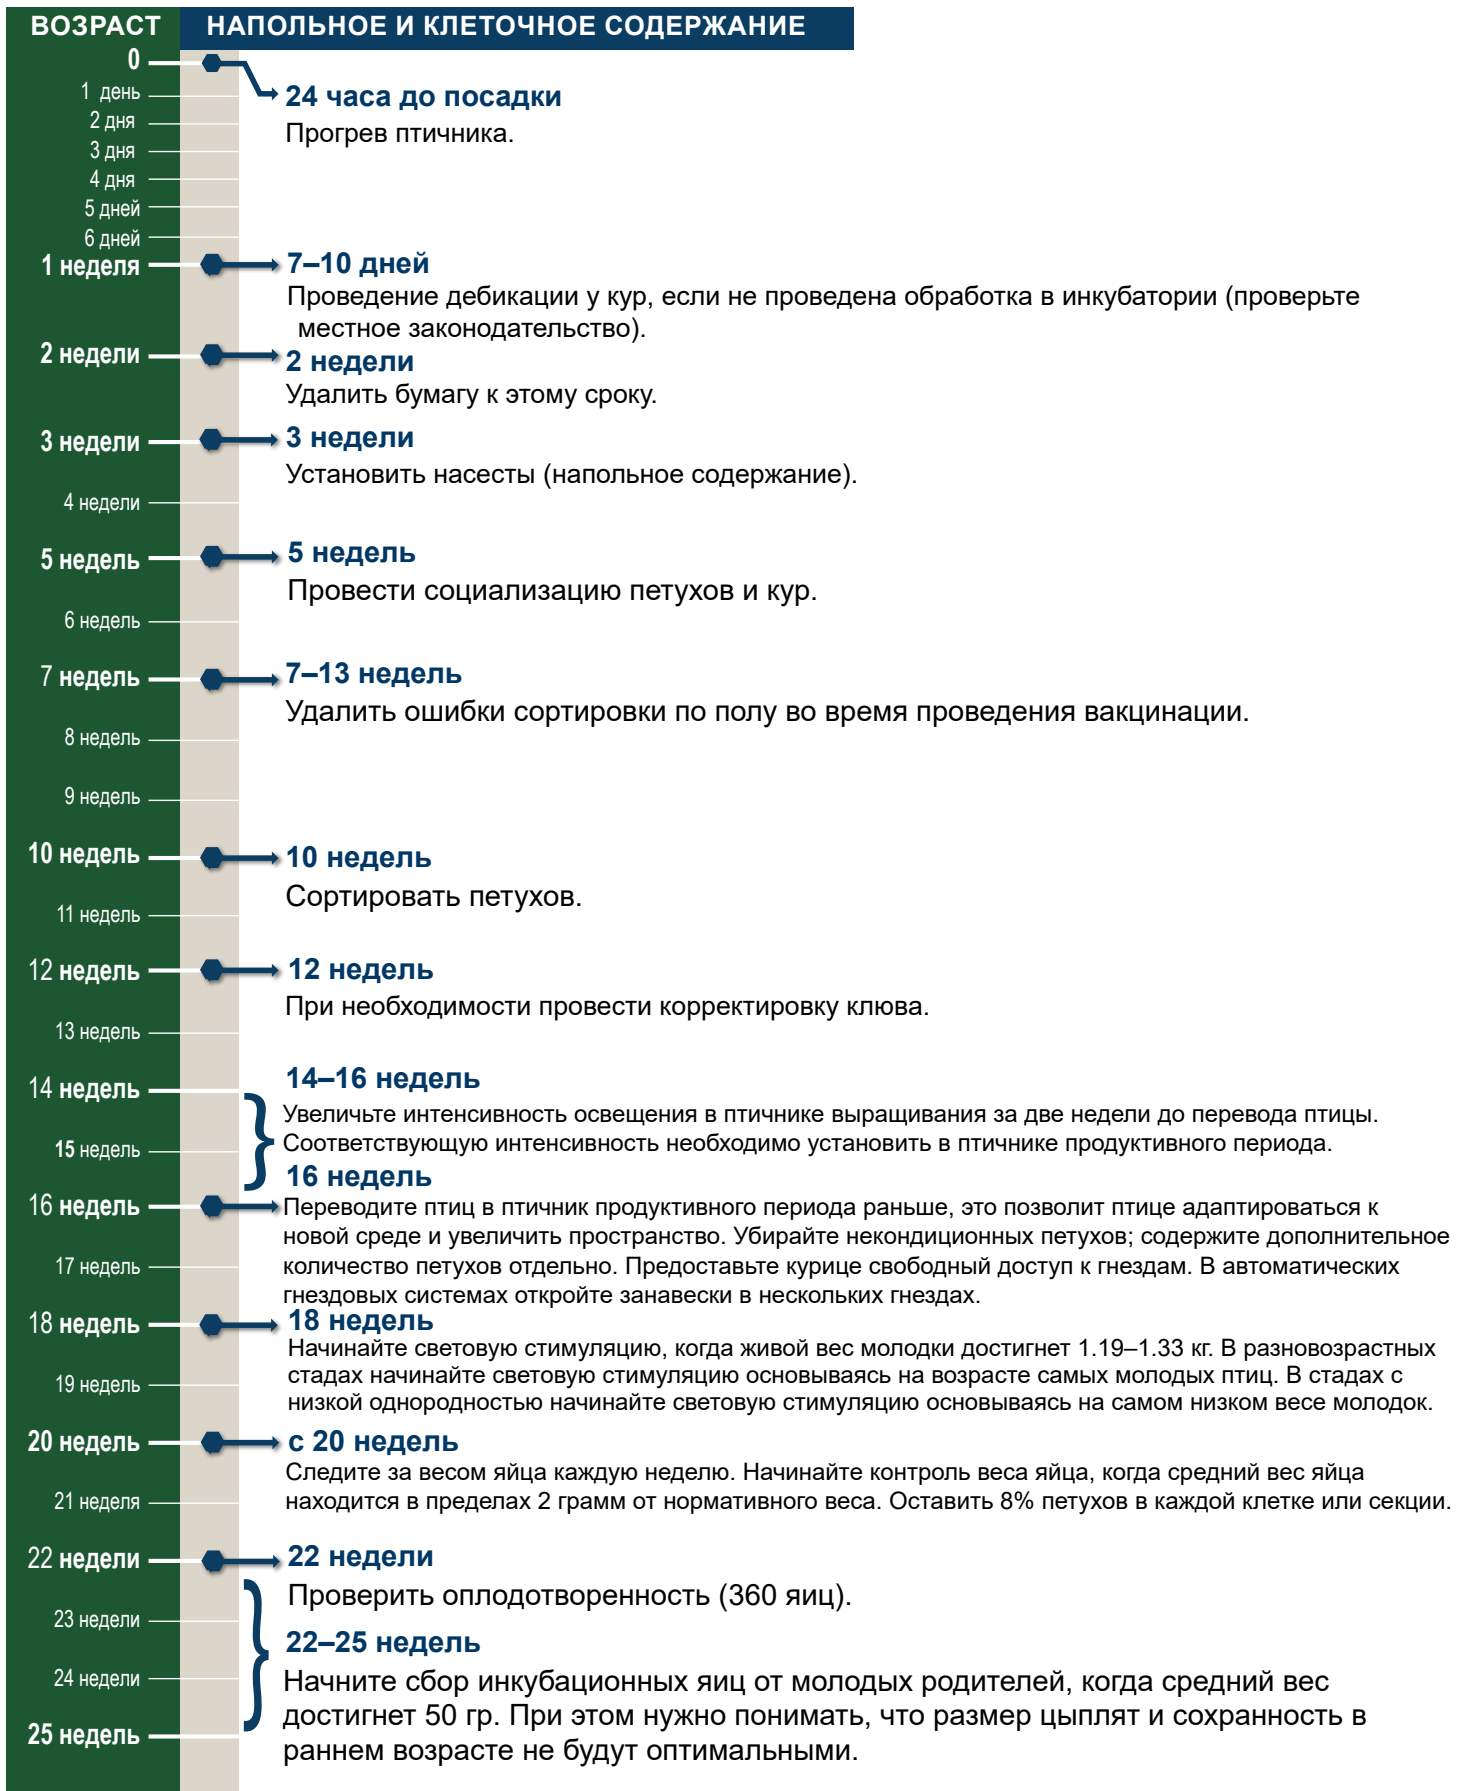 ВОЗРАСТ НАПОЛЬНОЕ И КЛЕТОЧНОЕ СОДЕРЖАНИЕ
0
1 день
24 часа до посадки
2 дня
Прогрев птичника.
3 дня
4 дня
5 дней
6 дней
1 неделя
7–10 дней
Проведение дебикации у кур, если не проведена обработка в инкубатории (проверьте
местное законодательство).
2 недели
2 недели
Удалить бумагу к этому сроку.
3 недели
3 недели
Установить насесты (напольное содержание).
4 недели
5 недель
5 недель
Провести социализацию петухов и кур.
6 недель
7 недель
7–13 недель
Удалить ошибки сортировки по полу во время проведения вакцинации.
8 недель
9 недель
10 недель
10 недель
Сортировать петухов.
11 недель
12 недель
12 недель
При необходимости провести корректировку клюва.
13 недель
14 недель
14–16 недель
Увеличьте интенсивность освещения в птичнике выращивания за две недели до перевода птицы.
Соответствующую интенсивность необходимо установить в птичнике продуктивного периода.
15 недель
16 недель
16 недель
Переводите птиц в птичник продуктивного периода раньше, это позволит птице адаптироваться к
новой среде и увеличить пространство. Убирайте некондиционных петухов; содержите дополнительное
количество петухов отдельно. Предоставьте курице свободный доступ к гнездам. В автоматических
гнездовых системах откройте занавески в нескольких гнездах.
17 недель
18 недель
18 недель
Начинайте световую стимуляцию, когда живой вес молодки достигнет 1.19–1.33 кг. В разновозрастных
стадах начинайте световую стимуляцию основываясь на возрасте самых молодых птиц. В стадах с
низкой однородностью начинайте световую стимуляцию основываясь на самом низком весе молодок.
19 недель
20 недель
с 20 недель
Следите за весом яйца каждую неделю. Начинайте контроль веса яйца, когда средний вес яйца
находится в пределах 2 грамм от нормативного веса. Оставить 8% петухов в каждой клетке или секции.
21 неделя
22 недели
22 недели
Проверить оплодотворенность (360 яиц).
23 недели
22–25 недель
Начните сбор инкубационных яиц от молодых родителей, когда средний вес
достигнет 50 гр. При этом нужно понимать, что размер цыплят и сохранность в
раннем возрасте не будут оптимальными.
24 недели
25 недель